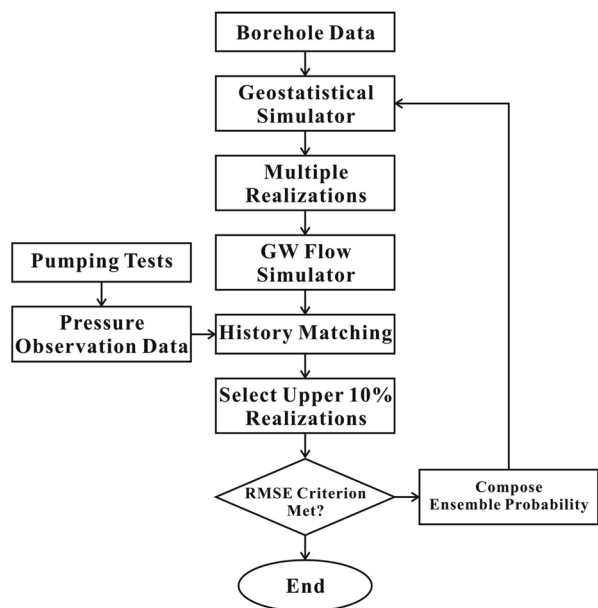 Borehole Data
Geostatistical
Simulator
Multiple
Realizations
GW Flow
Simulator
Pumping Tests
Pressure
Observation Data
History Matching
Select Upper 10%
Realizations
RMSE Criterion
Met?
Compose
Ensemble Probability
End